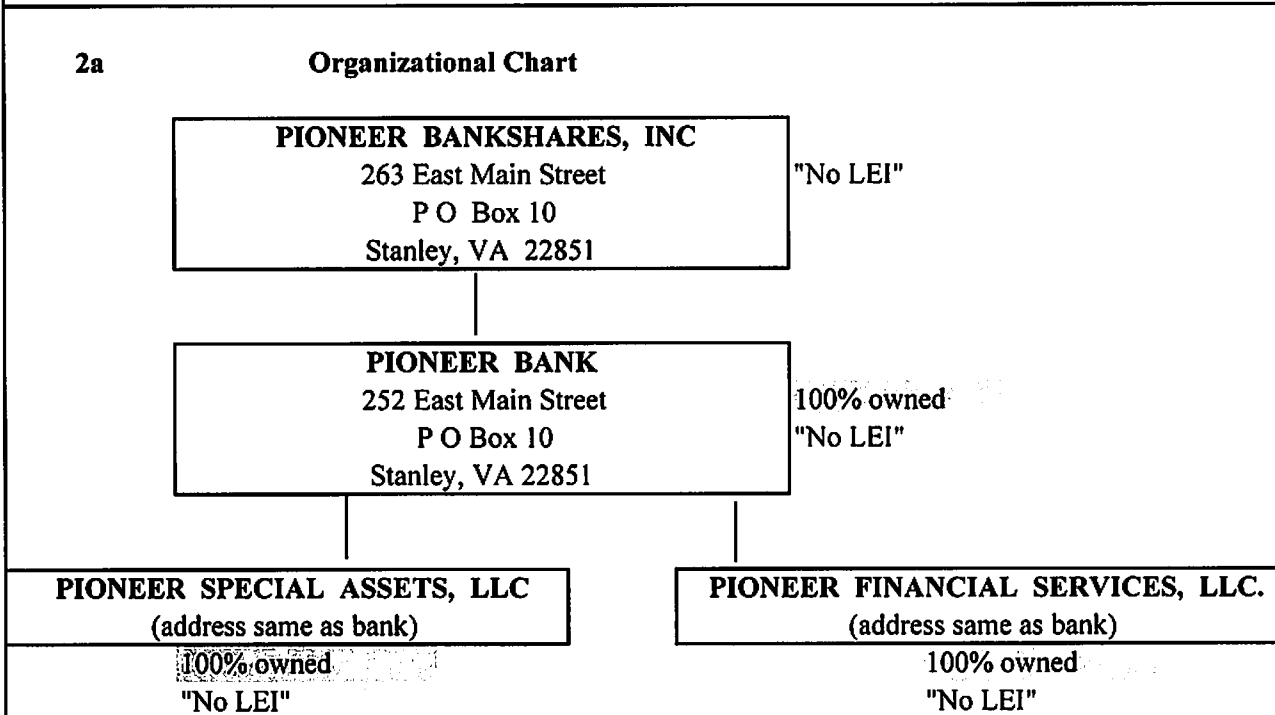 2a Organizational Chart
PIONEER BANKSHARES, INC
263 East Main Street "No LEI"
P O Box 10
Stanley, VA 22851
PIONEER BANK
252 East Main Street 100% owned
P O Box 10 "No LEI"
Stanley, VA 22851
PIONEER SPECIAL ASSETS, LLC PIONEER FINANCIAL SERVICES, LLC.
(address same as bank) (address same as bank)
100% owned 100% owned
"No LEI" "No LEI"